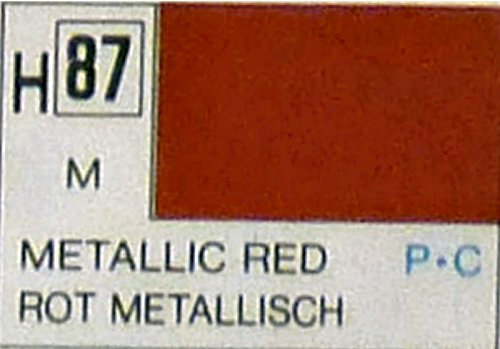 H 87
M
METALLIC RED P·C
ROT METALLISCH